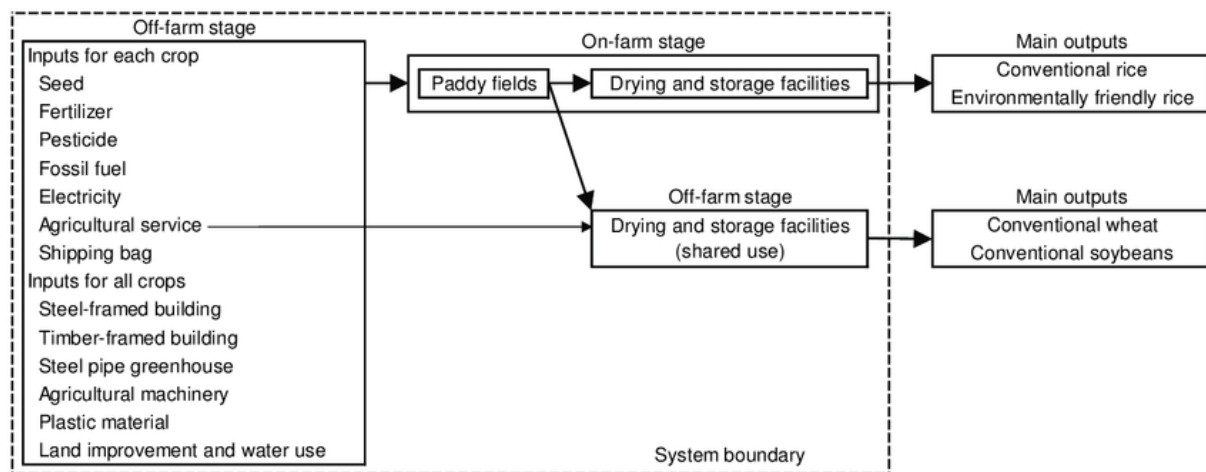 Off-farm stage
Inputs for each crop
Seed
Fertilizer
Pesticide
Fossil fuel
Electricity
Agricultural service
Shipping bag
Inputs for all crops
Steel-framed building
Timber-framed building
Steel pipe greenhouse
Agricultural machinery
Plastic material
Land improvement and water use
On-farm stage
Paddy fields
Drying and storage facilities
Off-farm stage
Drying and storage facilities
(shared use)
System boundary
Main outputs
Conventional rice
Environmentally friendly rice
Main outputs
Conventional wheat
Conventional soybeans